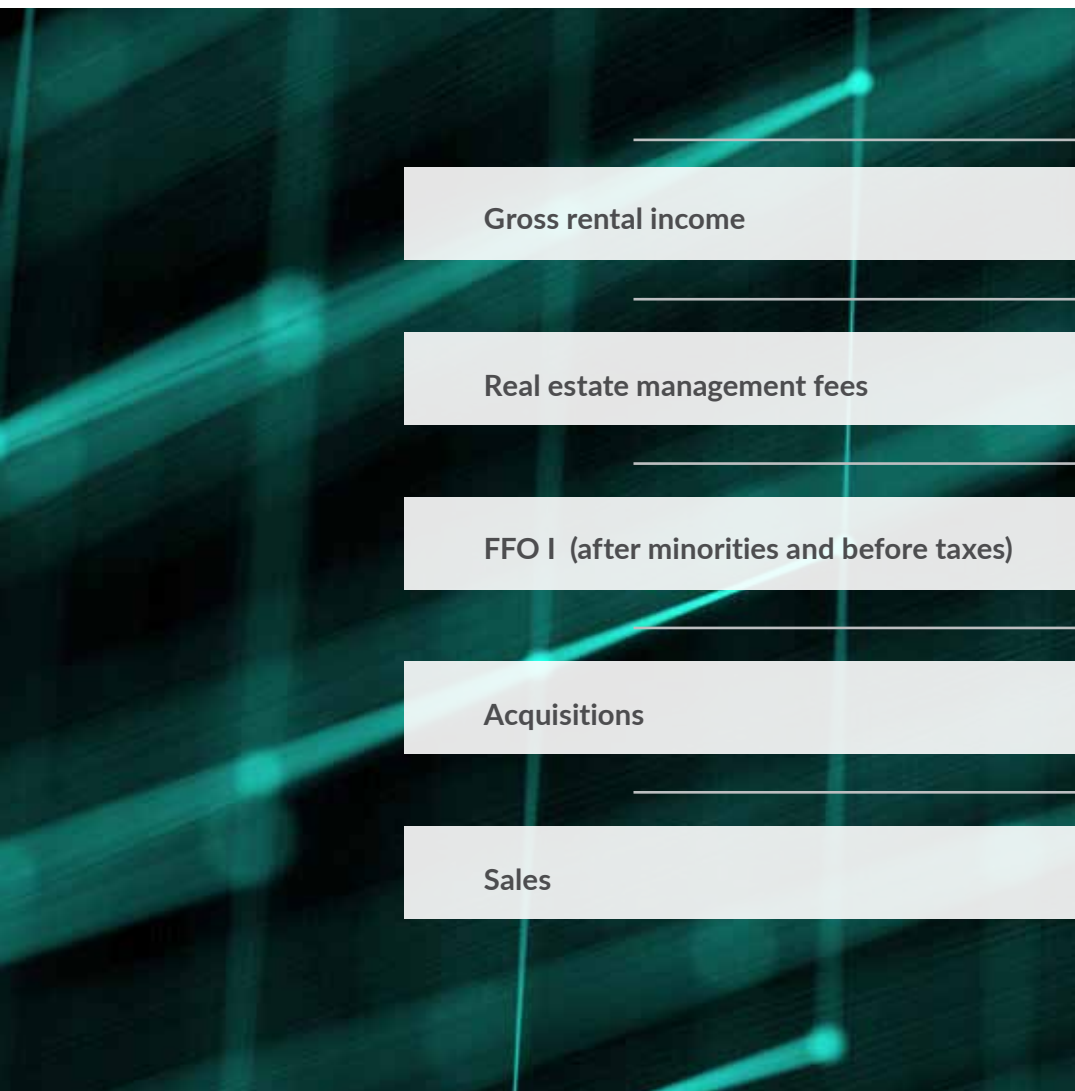 Gross rental income
Real estate management fees
FFO I (after minorities and before taxes)
Acquisitions
Sales